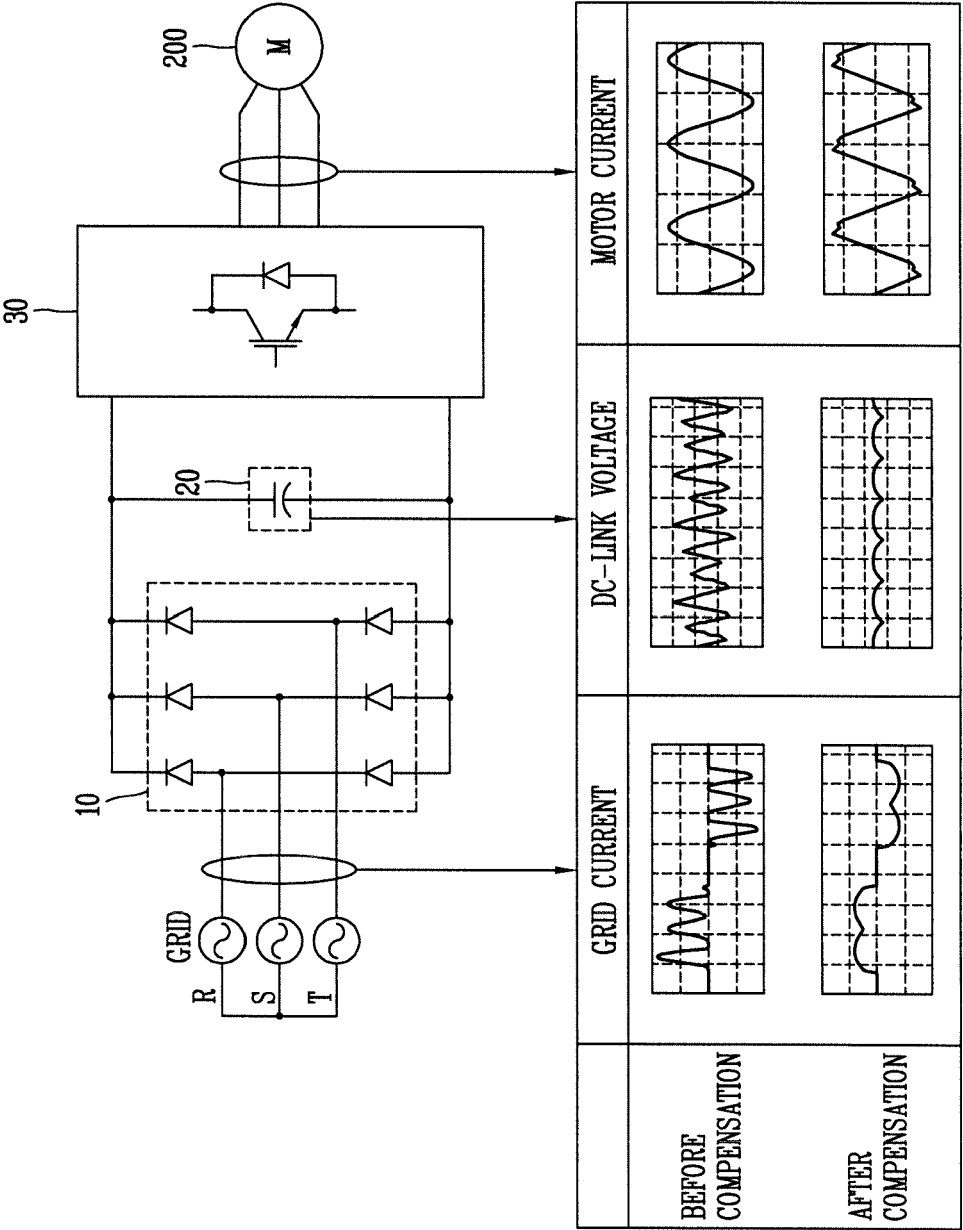 GRID
R
S
T
10
20
30
200
M
GRID CURRENT
DC-LINK VOLTAGE
MOTOR CURRENT
BEFORE
COMPENSATION
AFTER
COMPENSATION